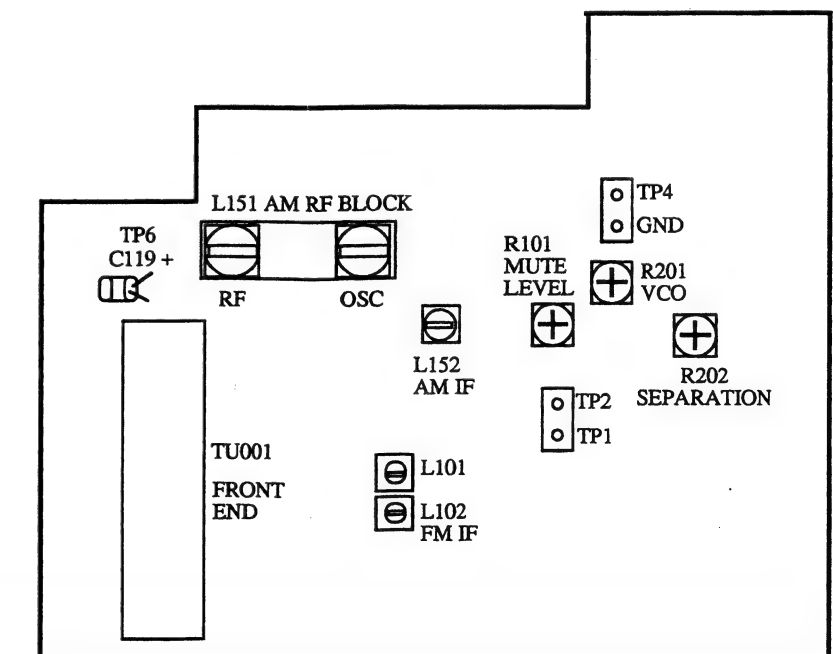 L151 AM RF BLOCK
TP6
C119 +
RF
OSC
TP4
GND
R101
MUTE
LEVEL
R201
VCO
L152
AM IF
R202
SEPARATION
TP2
TP1
TU001
FRONT
END
L101
L102
FM IF